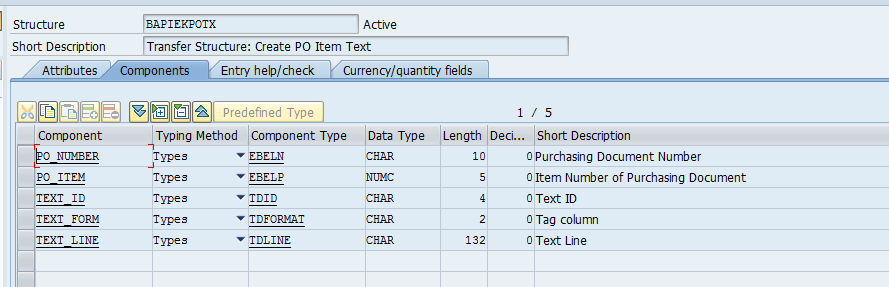 Structure BAPIEKPOTX Active
Short Description Transfer Structure: Create PO Item Text
Attributes Components Entry help/check Currency/quantity fields
Predefined Type 1 / 5
Component Typing Method Component Type Data Type Length Deci... Short Description
PO_NUMBER Types EBELN CHAR 10 0 Purchasing Document Number
PO_ITEM Types EBELP NUMC 5 0 Item Number of Purchasing Document
TEXT_ID Types TDID CHAR 4 0 Text ID
TEXT_FORM Types TDFORMAT CHAR 2 0 Tag column
TEXT_LINE Types TDLINE CHAR 132 0 Text Line